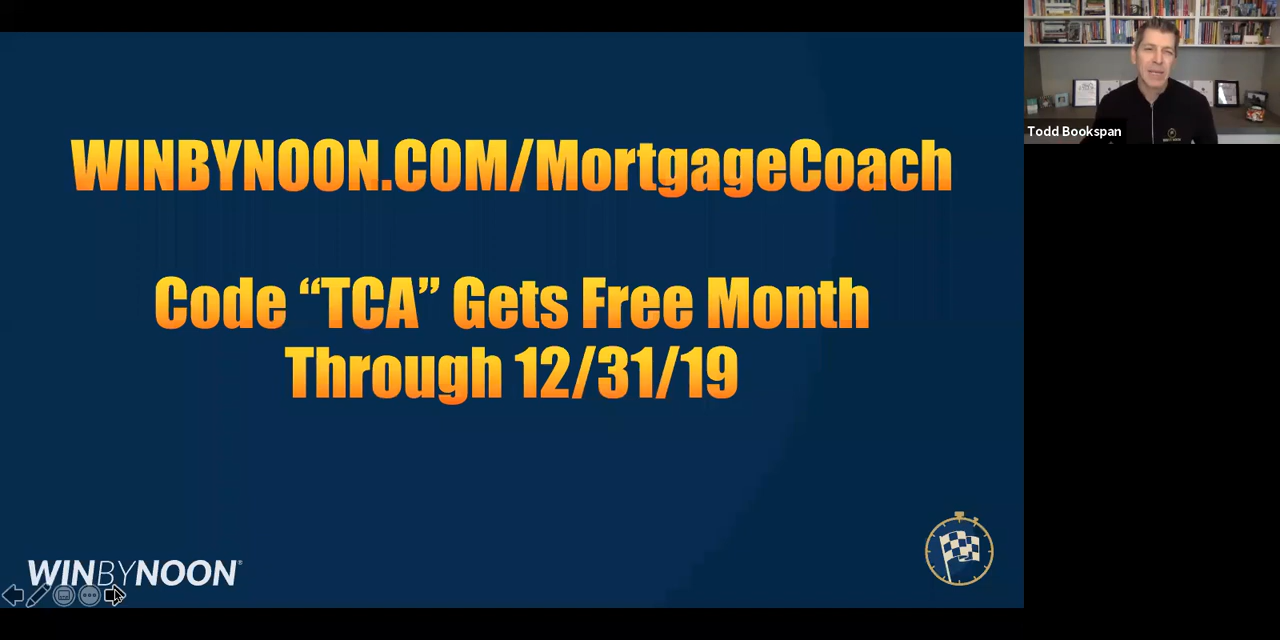 WINBYNOON.COM/MortgageCoach
Code “TCA” Gets Free Month
Through 12/31/19
WINBYNOON®
Todd Bookspan